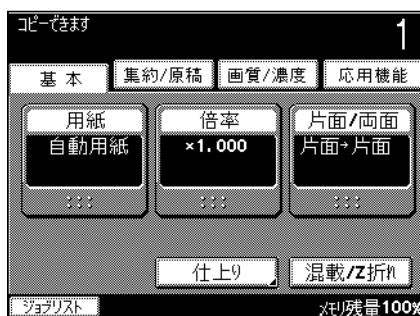 コピーできます
1
基本 集約/原稿 画質/濃度 応用機能
用紙 倍率 片面/両面
自動用紙 ×1.000 片面→片面
仕上り 混載/Z折れ
ジョブリスト メモリ残量100%